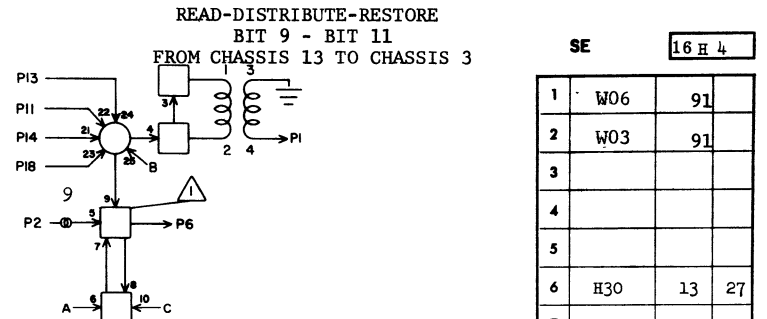 READ-DISTRIBUTE-RESTORE
BIT 9 - BIT 11
FROM CHASSIS 13 TO CHASSIS 3
SE 16 H 4
P13
P11
P14
P18
22 24
21
23
25
B
4
3
1 3
2 4
P1
9
P2
5
9
1
P6
7
8
A
6
10
C
1 W06 91
2 W03 91
3
4
5
6 H30 13 27